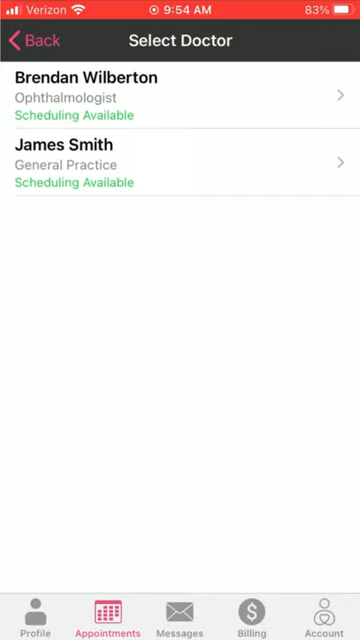 Verizon 9:54 AM 83%
Back Select Doctor
Brendan Wilberton
Ophthalmologist
Scheduling Available
James Smith
General Practice
Scheduling Available
Profile Appointments Messages Billing Account